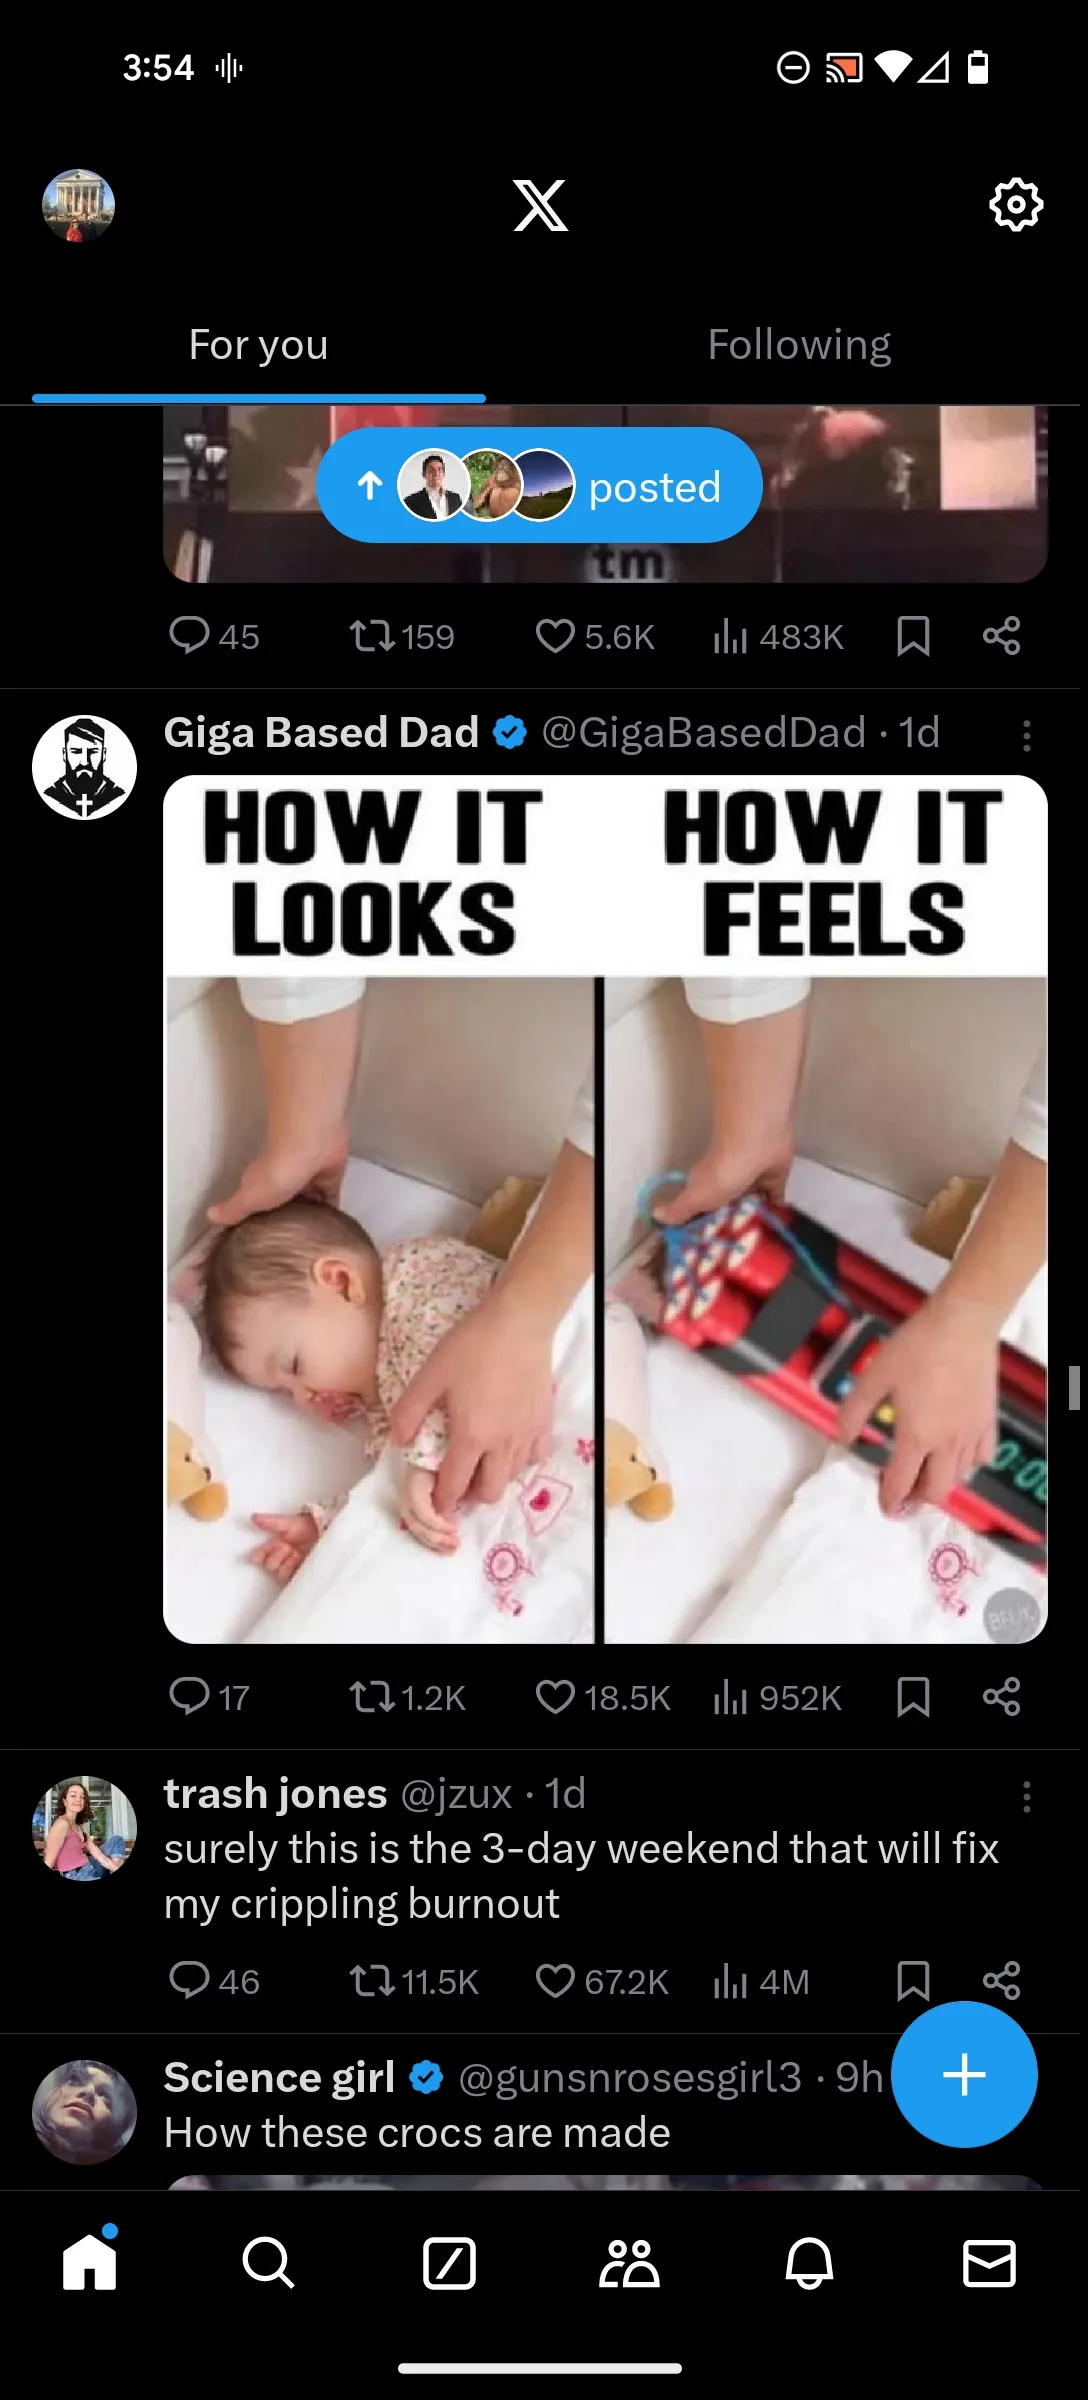 3:54
For you
Following
posted
tm
45
159
5.6K
483K
Giga Based Dad @GigaBasedDad · 1d
HOW IT
LOOKS
HOW IT
FEELS
17
1.2K
18.5K
952K
trash jones @jzux · 1d
surely this is the 3-day weekend that will fix
my crippling burnout
46
11.5K
67.2K
4M
Science girl @gunsnrosesgirl3 · 9h
How these crocs are made